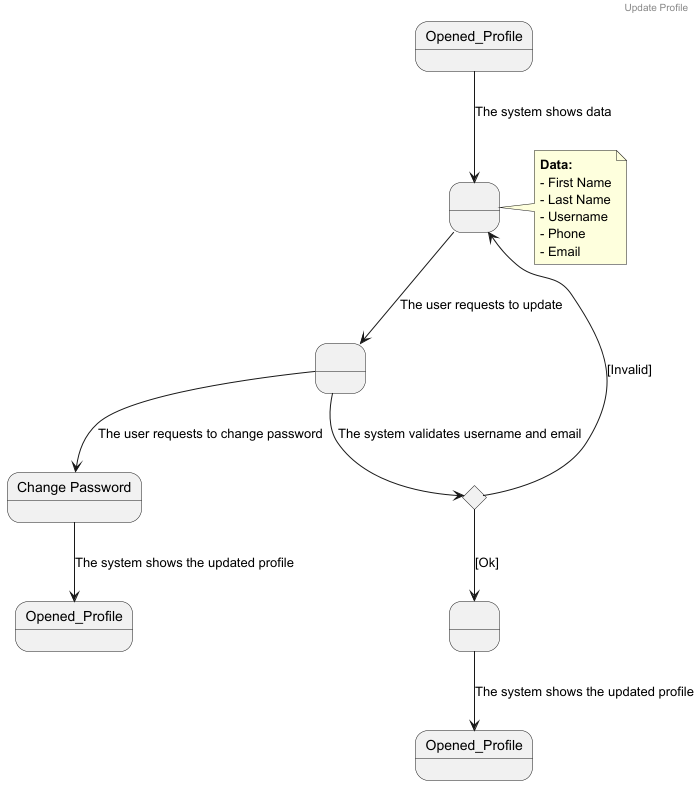 Update Profile
Opened_Profile
The system shows data
Data:
- First Name
- Last Name
- Username
- Phone
- Email
The user requests to update
[Invalid]
The user requests to change password
The system validates username and email
Change Password
The system shows the updated profile
[Ok]
Opened_Profile
The system shows the updated profile
Opened_Profile